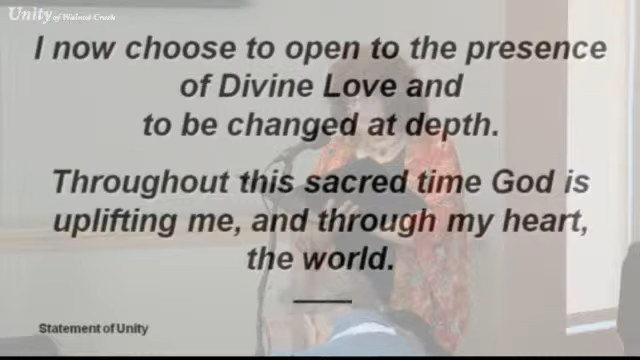 Unity of Walnut Creek
I now choose to open to the presence
of Divine Love and
to be changed at depth.
Throughout this sacred time God is
uplifting me, and through my heart,
the world.
Statement of Unity